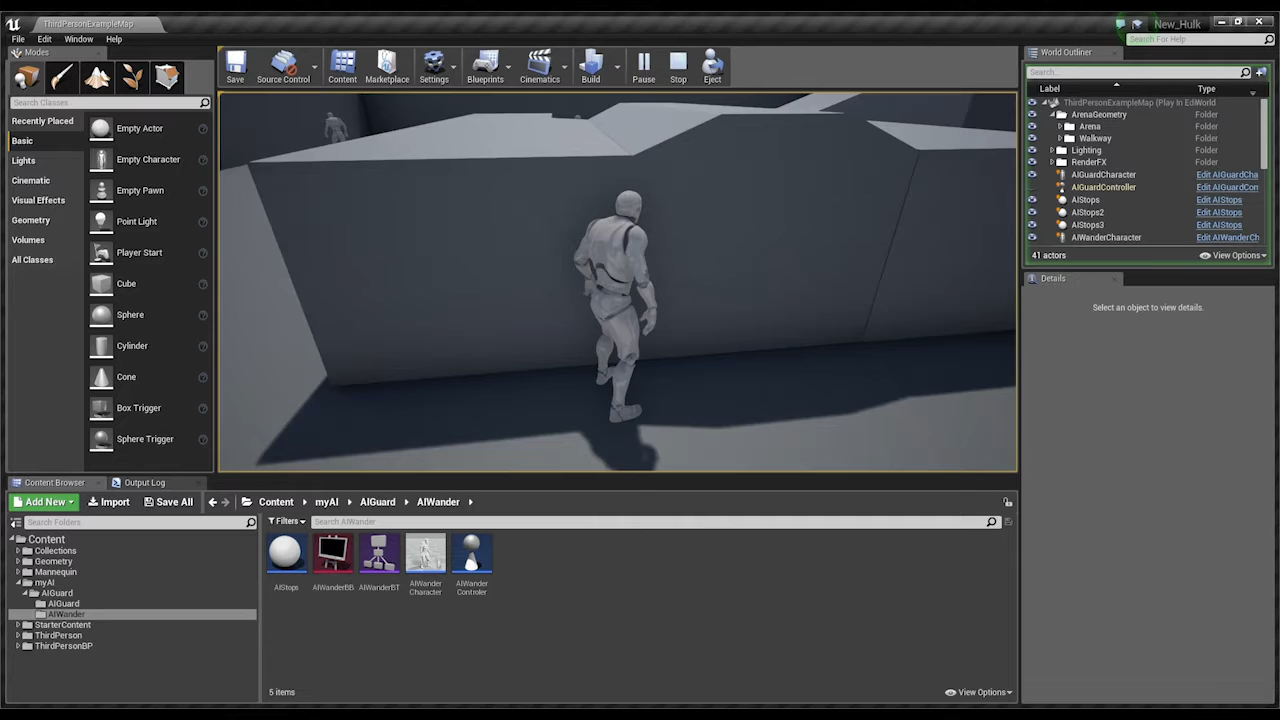 ThirdPersonExampleMap
New_Hulk
File Edit Window Help
Search For Help
Modes
Save Source Control Content Marketplace Settings Blueprints Cinematics Build Pause Stop Eject
World Outliner
Search Classes
Search...
Label Type
Recently Placed
Basic
Lights
Cinematic
Visual Effects
Geometry
Volumes
All Classes
Empty Actor
Empty Character
Empty Pawn
Point Light
Player Start
Cube
Sphere
Cylinder
Cone
Box Trigger
Sphere Trigger
ThirdPersonExampleMap (Play In Edi World
ArenaGeometry Folder
Arena Folder
Walkway Folder
Lighting Folder
RenderFX Folder
AIGuardCharacter Edit AIGuardCha
AIGuardController Edit AIGuardCon
AIStops Edit AIStops
AIStops2 Edit AIStops
AIStops3 Edit AIStops
AIWanderCharacter Edit AIWanderCh
41 actors View Options
Details
Select an object to view details.
Content Browser Output Log
Add New Import Save All Content myAI AIGuard AIWander
Search Folders
Filters Search AIWander
Content
Collections
Geometry
Mannequin
myAI
AIGuard
AIGuard
AIWander
StarterContent
ThirdPerson
ThirdPersonBP
AIStops AIWanderBB AIWanderBT AIWander Character AIWander Controler
5 items View Options